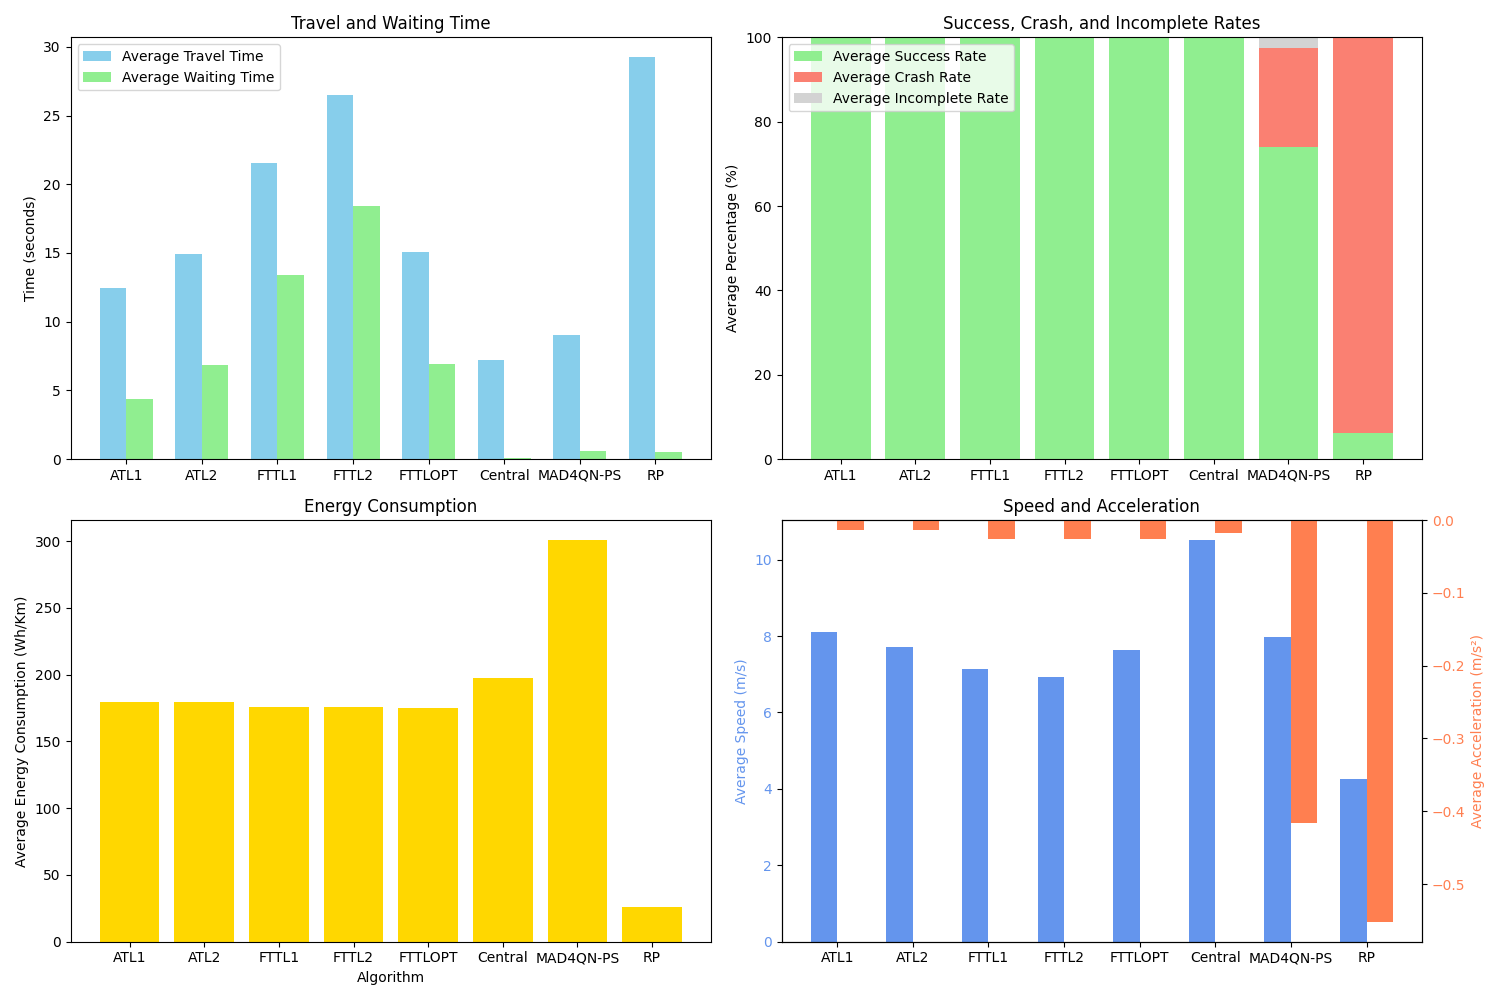 Travel and Waiting Time
Average Travel Time
Average Waiting Time
Time (seconds)
30
25
20
15
10
5
0
ATL1 ATL2 FTTL1 FTTL2 FTTLOPT Central MAD4QN-PS RP
Success, Crash, and Incomplete Rates
Average Success Rate
Average Crash Rate
Average Incomplete Rate
Average Percentage (%)
100
80
60
40
20
0
ATL1 ATL2 FTTL1 FTTL2 FTTLOPT Central MAD4QN-PS RP
Energy Consumption
Average Energy Consumption (Wh/Km)
300
250
200
150
100
50
0
ATL1 ATL2 FTTL1 FTTL2 FTTLOPT Central MAD4QN-PS RP
Algorithm
Speed and Acceleration
Average Speed (m/s)
10
8
6
4
2
0
ATL1 ATL2 FTTL1 FTTL2 FTTLOPT Central MAD4QN-PS RP
0.0
−0.1
−0.2
−0.3
−0.4
−0.5
Average Acceleration (m/s²)